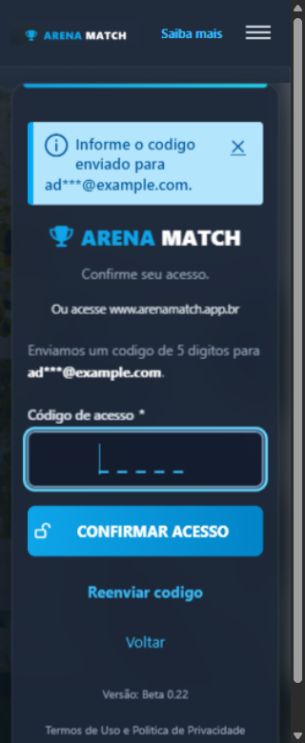 ARENA MATCH Saiba mais
Informe o codigo
enviado para
ad***@example.com.
ARENA MATCH
Confirme seu acesso.
Ou acesse www.arenamatch.app.br
Enviamos um codigo de 5 digitos para
ad***@example.com.
Código de acesso *
_ _ _ _ _
CONFIRMAR ACESSO
Reenviar codigo
Voltar
Versão: Beta 0.22
Termos de Uso e Politica de Privacidade